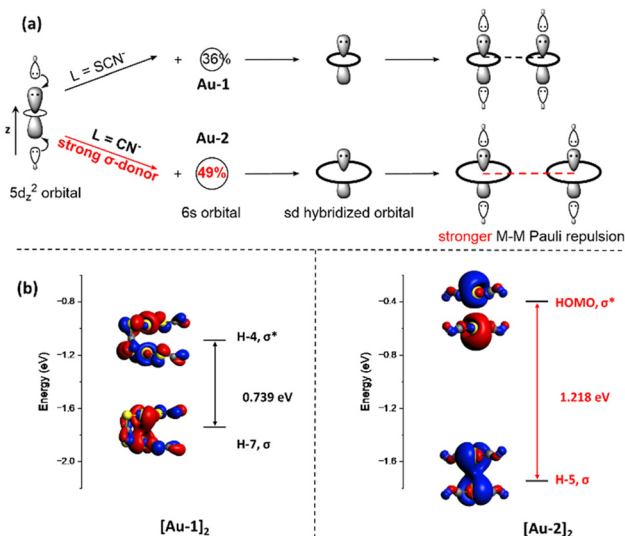 (a)
L = SCN⁻
+ 36%
Au-1
z
L = CN⁻
strong σ-donor
Au-2
+ 49%
5dz² orbital
6s orbital
sd hybridized orbital
stronger M-M Pauli repulsion
(b)
Energy (eV)
-0.8
-1.2
-1.6
-2.0
H-4, σ*
0.739 eV
H-7, σ
[Au-1]₂
Energy (eV)
-0.4
-0.8
-1.2
-1.6
HOMO, σ*
1.218 eV
H-5, σ
[Au-2]₂